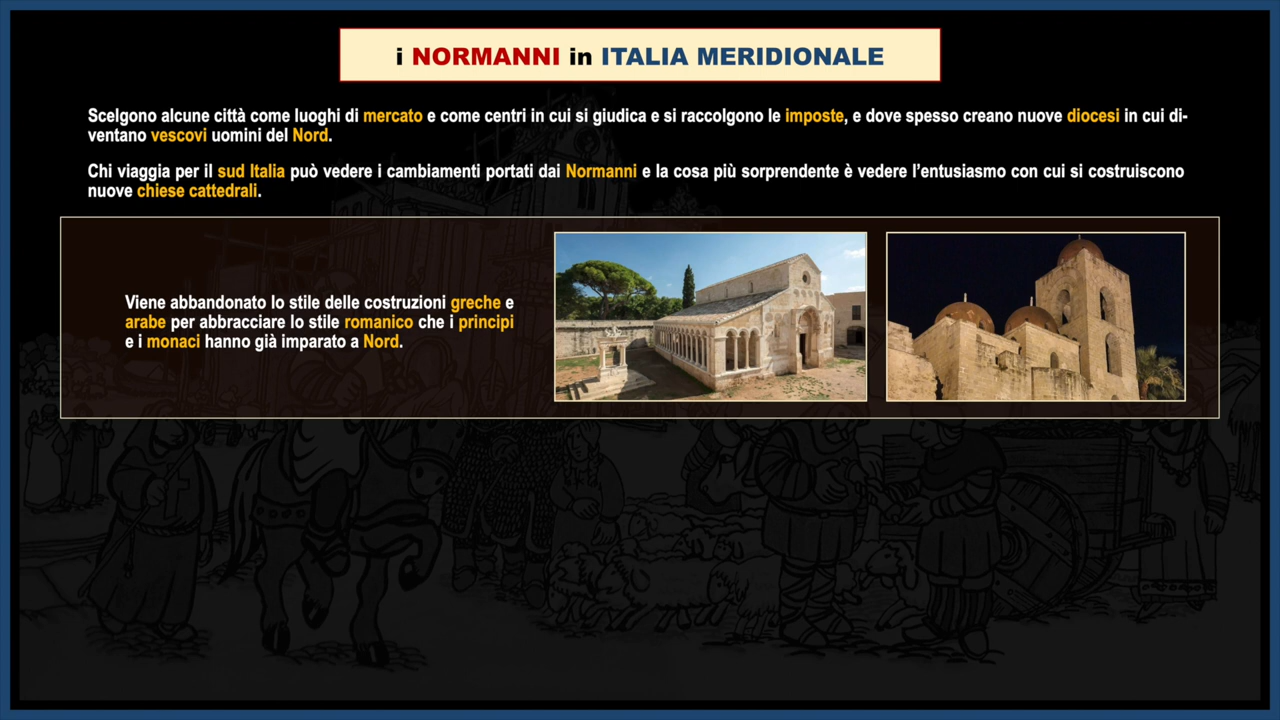 i NORMANNI in ITALIA MERIDIONALE
Scelgono alcune città come luoghi di mercato e come centri in cui si giudica e si raccolgono le imposte, e dove spesso creano nuove diocesi in cui di-
ventano vescovi uomini del Nord.
Chi viaggia per il sud Italia può vedere i cambiamenti portati dai Normanni e la cosa più sorprendente è vedere l’entusiasmo con cui si costruiscono
nuove chiese cattedrali.
Viene abbandonato lo stile delle costruzioni greche e
arabe per abbracciare lo stile romanico che i principi
e i monaci hanno già imparato a Nord.